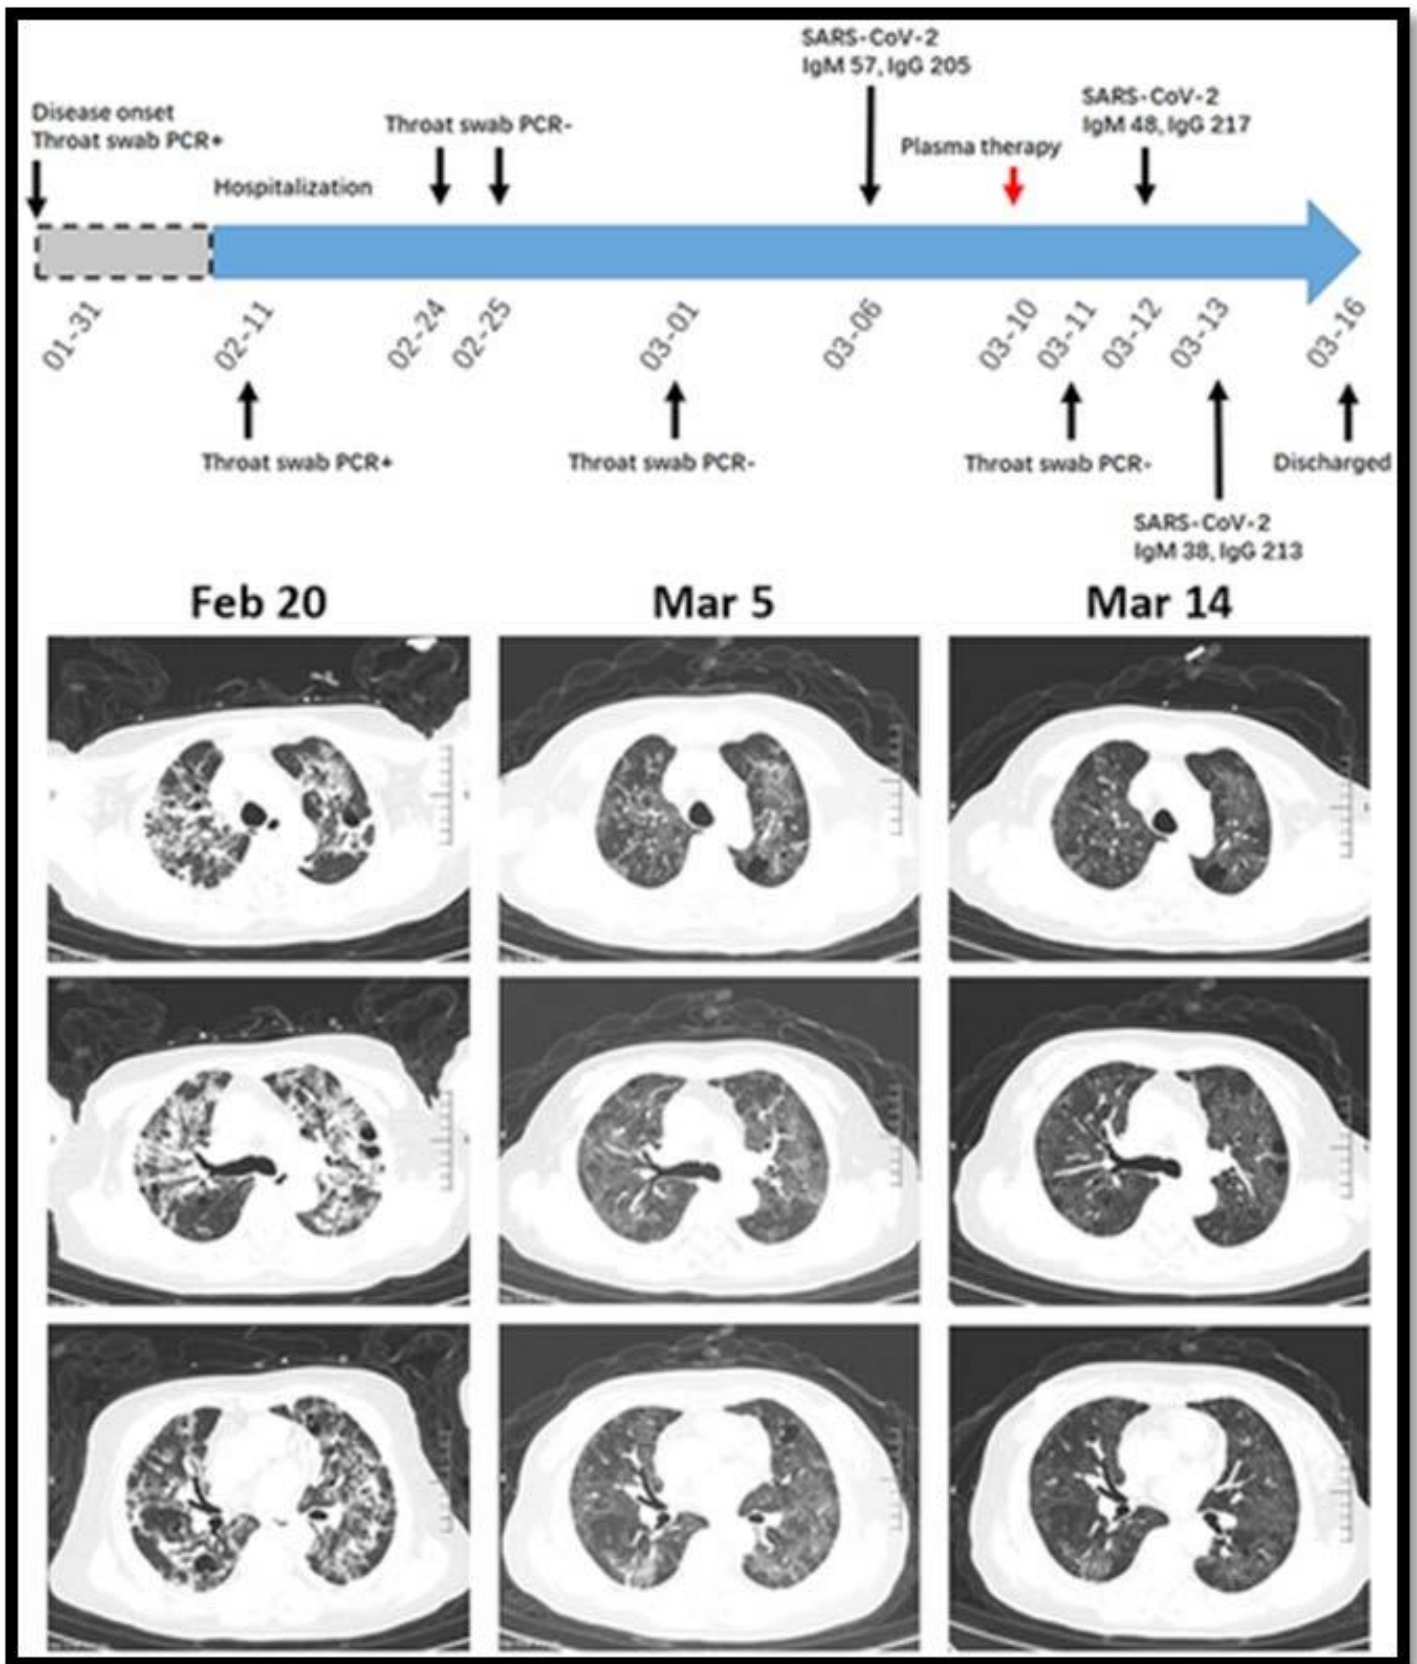 SARS-CoV-2
IgM 57, IgG 205
Disease onset
Throat swab PCR+
Throat swab PCR-
SARS-CoV-2
IgM 48, IgG 217
Plasma therapy
Hospitalization
01-31
02-11
02-24
02-25
03-01
03-06
03-10
03-11
03-12
03-13
03-16
Throat swab PCR+
Throat swab PCR-
Throat swab PCR-
Discharged
SARS-CoV-2
IgM 38, IgG 213
Feb 20
Mar 5
Mar 14